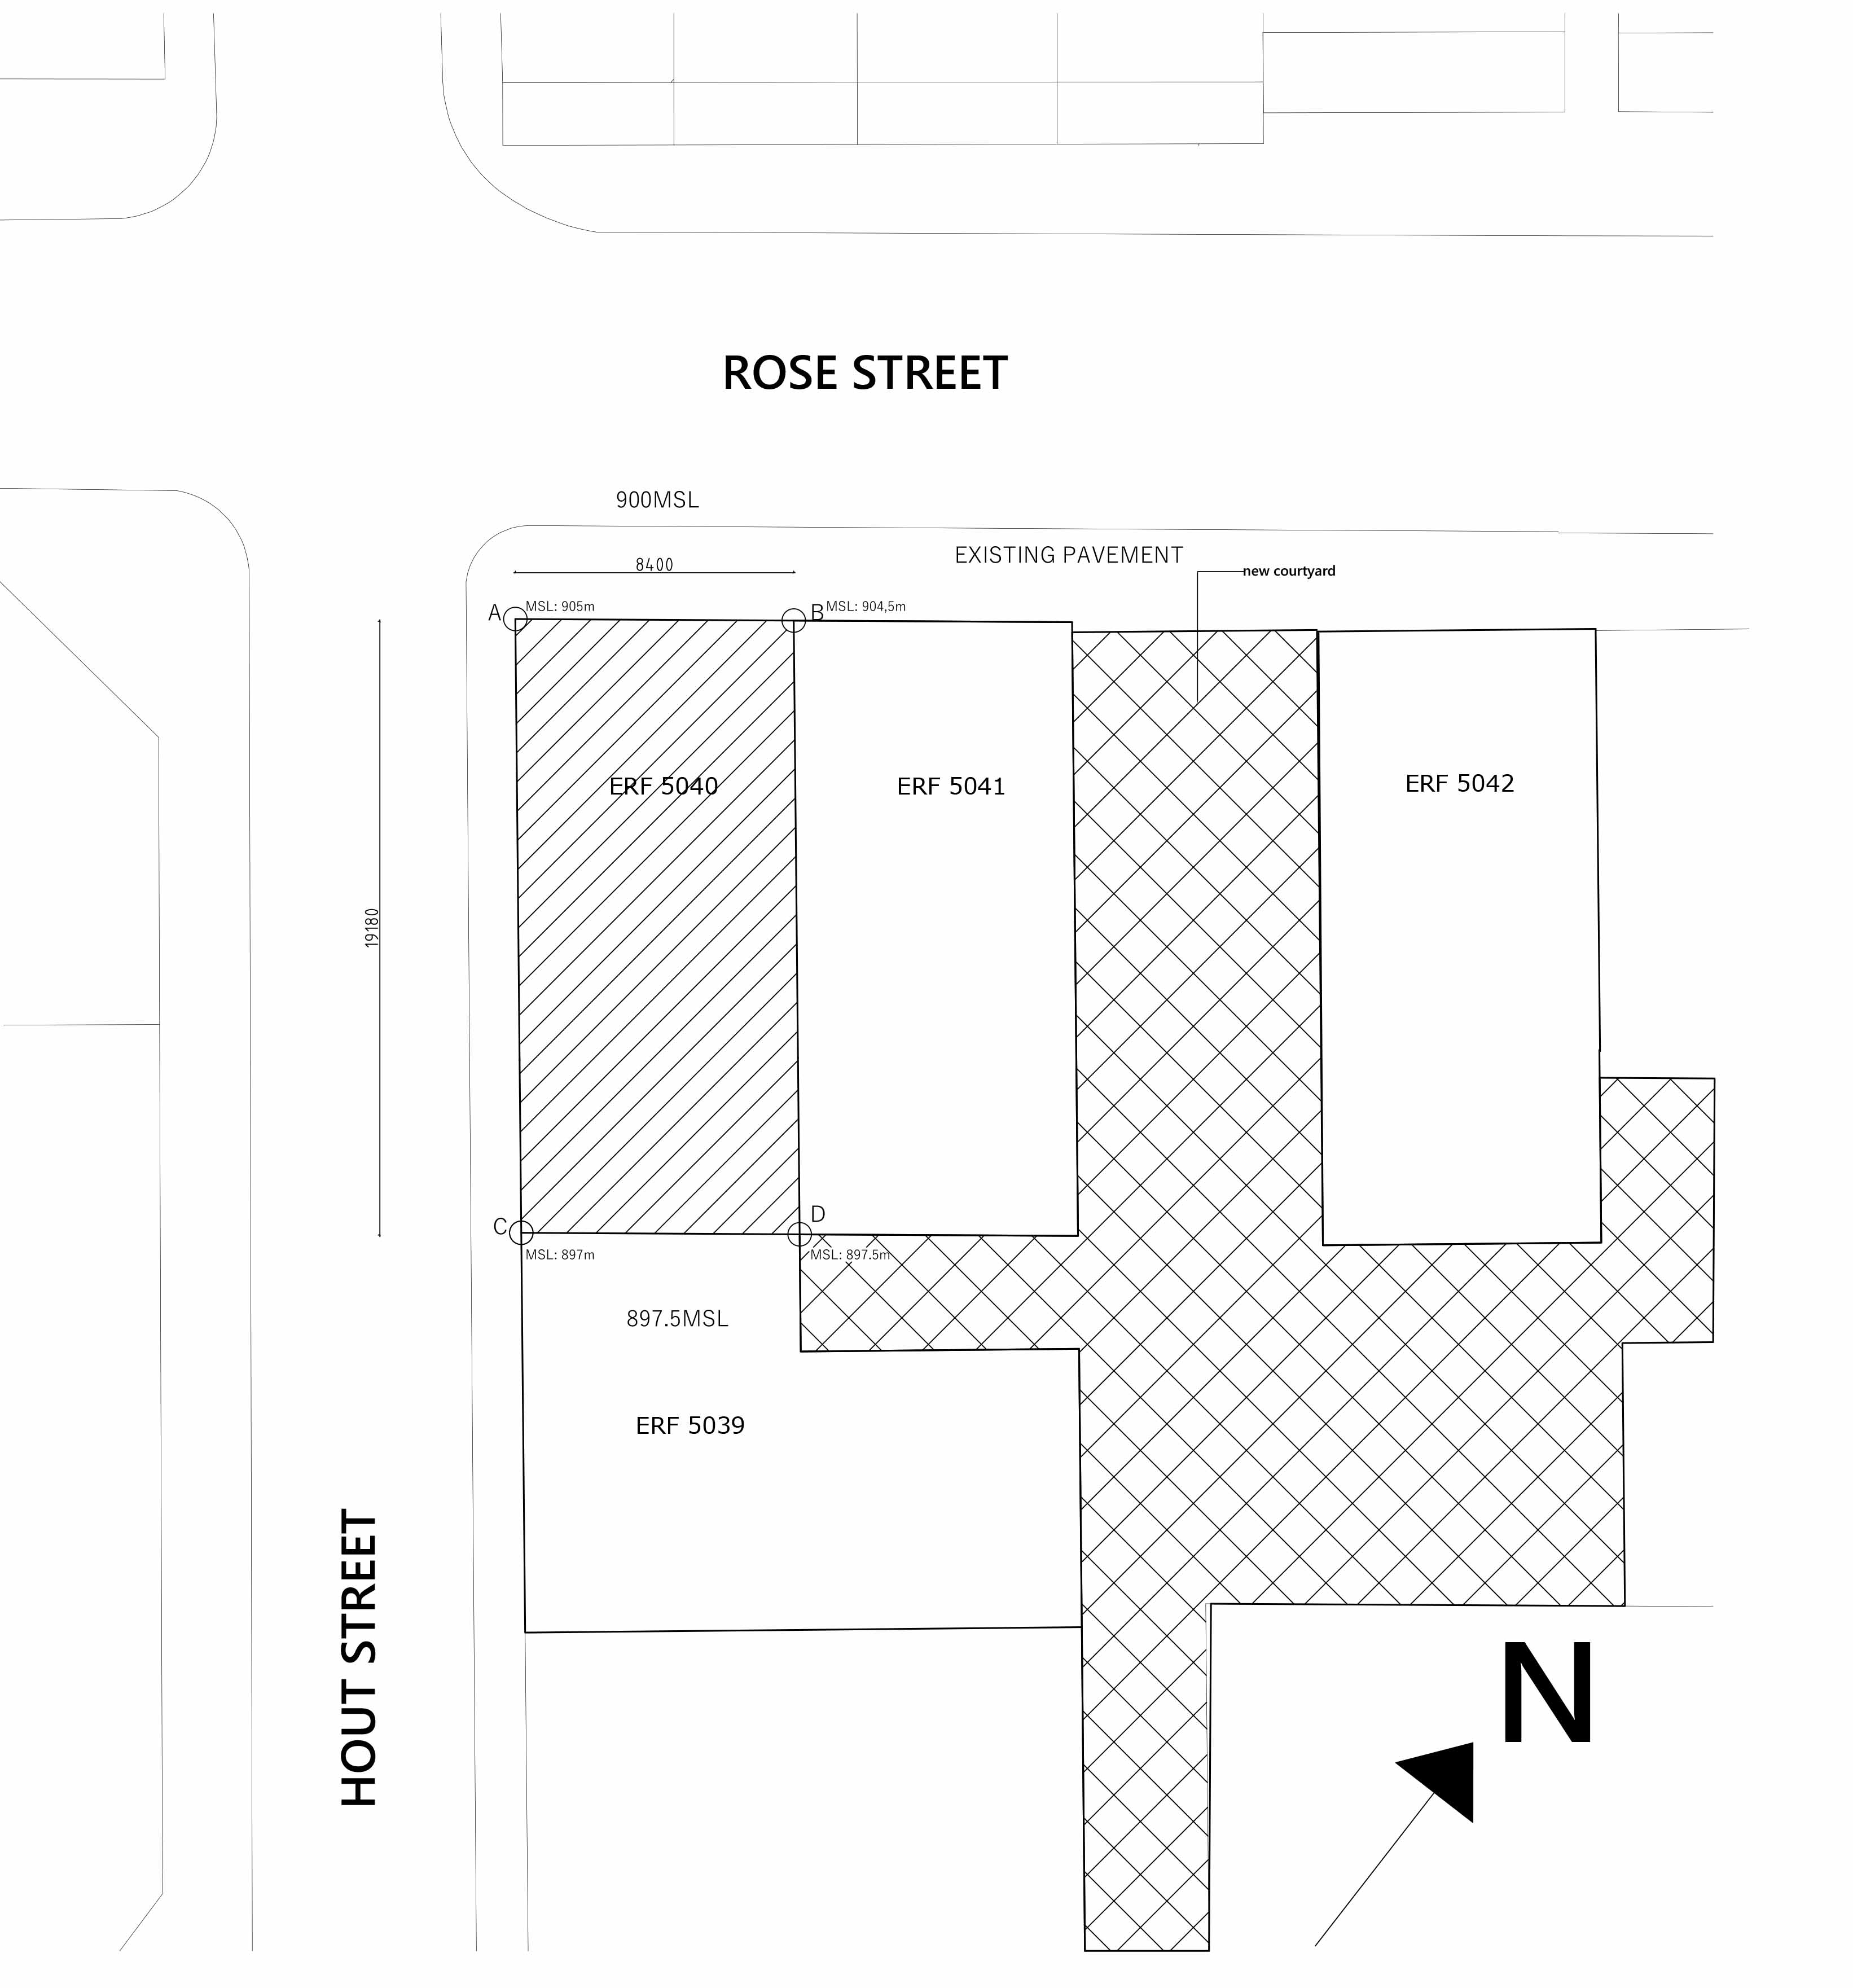 ROSE STREET
900MSL
EXISTING PAVEMENT
8400
new courtyard
A
MSL: 905m
B
MSL: 904,5m
ERF 5040
ERF 5041
ERF 5042
19180
C
D
MSL: 897m
MSL: 897.5m
897.5MSL
ERF 5039
HOUT STREET
N